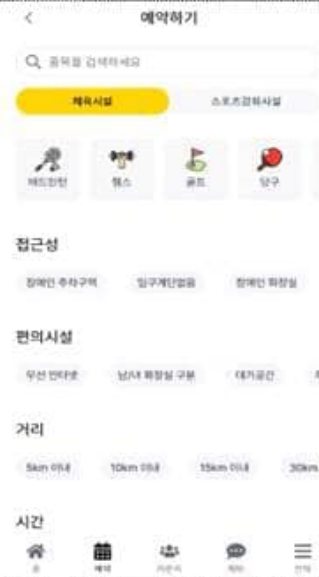 예약하기
종목을 검색하세요
체육시설 스포츠강좌시설
배드민턴 헬스 골프 탁구
접근성
장애인 주차구역 입구계단없음 장애인 화장실
편의시설
무선 인터넷 남/녀 화장실 구분 대기공간
거리
5km 이내 10km 이내 15km 이내 30km
시간
홈 예약 커뮤니티 채팅 전체